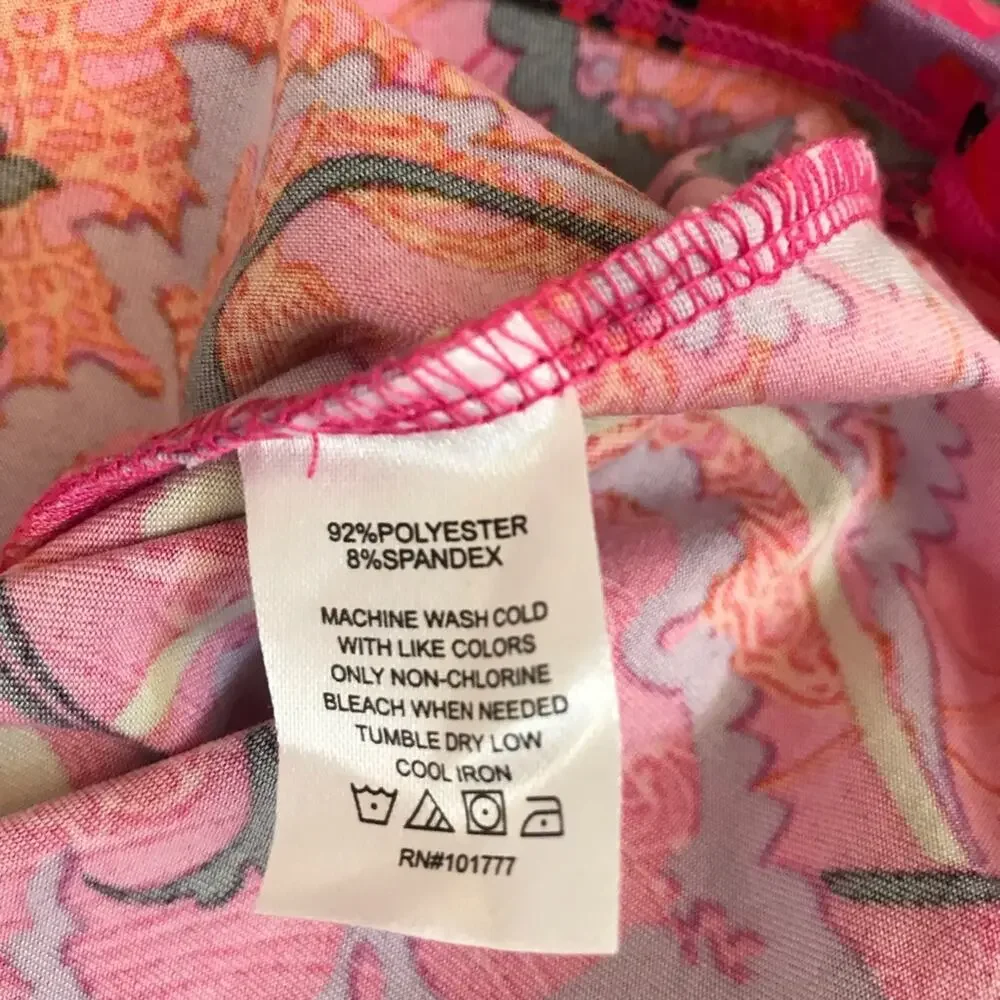 92%POLYESTER
8%SPANDEX
MACHINE WASH COLD
WITH LIKE COLORS
ONLY NON-CHLORINE
BLEACH WHEN NEEDED
TUMBLE DRY LOW
COOL IRON
RN#101777